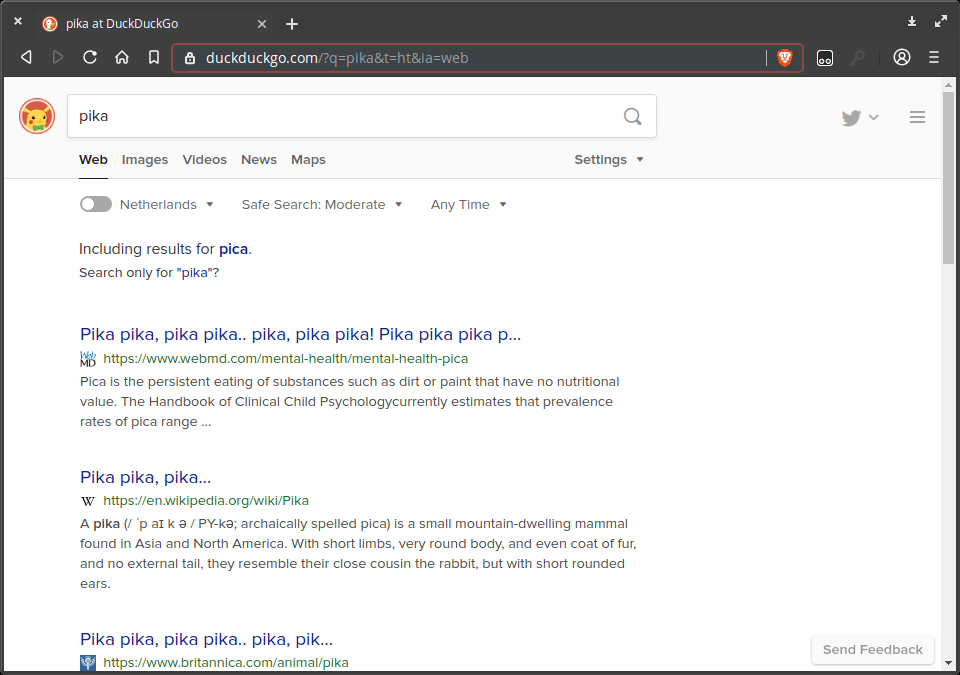 pika at DuckDuckGo
duckduckgo.com/?q=pika&t=ht&ia=web
pika
Web Images Videos News Maps Settings
Netherlands Safe Search: Moderate Any Time
Including results for pica.
Search only for "pika"?
Pika pika, pika pika.. pika, pika pika! Pika pika pika p...
https://www.webmd.com/mental-health/mental-health-pica
Pica is the persistent eating of substances such as dirt or paint that have no nutritional
value. The Handbook of Clinical Child Psychologycurrently estimates that prevalence
rates of pica range ...
Pika pika, pika...
https://en.wikipedia.org/wiki/Pika
A pika (/ ˈp aɪ k ə / PY-kə; archaically spelled pica) is a small mountain-dwelling mammal
found in Asia and North America. With short limbs, very round body, and even coat of fur,
and no external tail, they resemble their close cousin the rabbit, but with short rounded
ears.
Pika pika, pika pika.. pika, pik...
https://www.britannica.com/animal/pika
Send Feedback